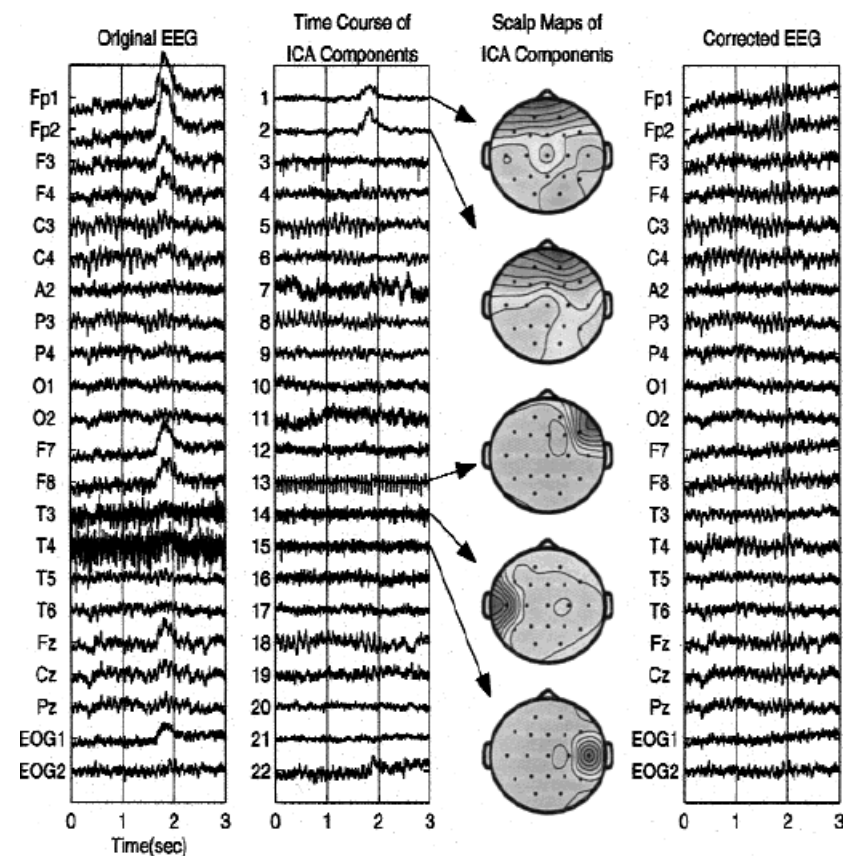 Original EEG
Time Course of
ICA Components
Scalp Maps of
ICA Components
Corrected EEG
Fp1
Fp2
F3
F4
C3
C4
A2
P3
P4
O1
O2
F7
F8
T3
T4
T5
T6
Fz
Cz
Pz
EOG1
EOG2
0 1 2 3
Time(sec)
1
2
3
4
5
6
7
8
9
10
11
12
13
14
15
16
17
18
19
20
21
22
0 1 2 3
Fp1
Fp2
F3
F4
C3
C4
A2
P3
P4
O1
O2
F7
F8
T3
T4
T5
T6
Fz
Cz
Pz
EOG1
EOG2
0 1 2 3